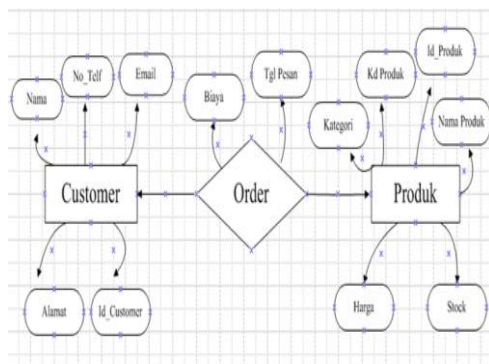 Id_Produk
No_Telf
Email
Tgl Pesan
Kd Produk
Nama
Biaya
Kategori
Nama Produk
Customer
Order
Produk
Alamat
Id_Customer
Harga
Stock